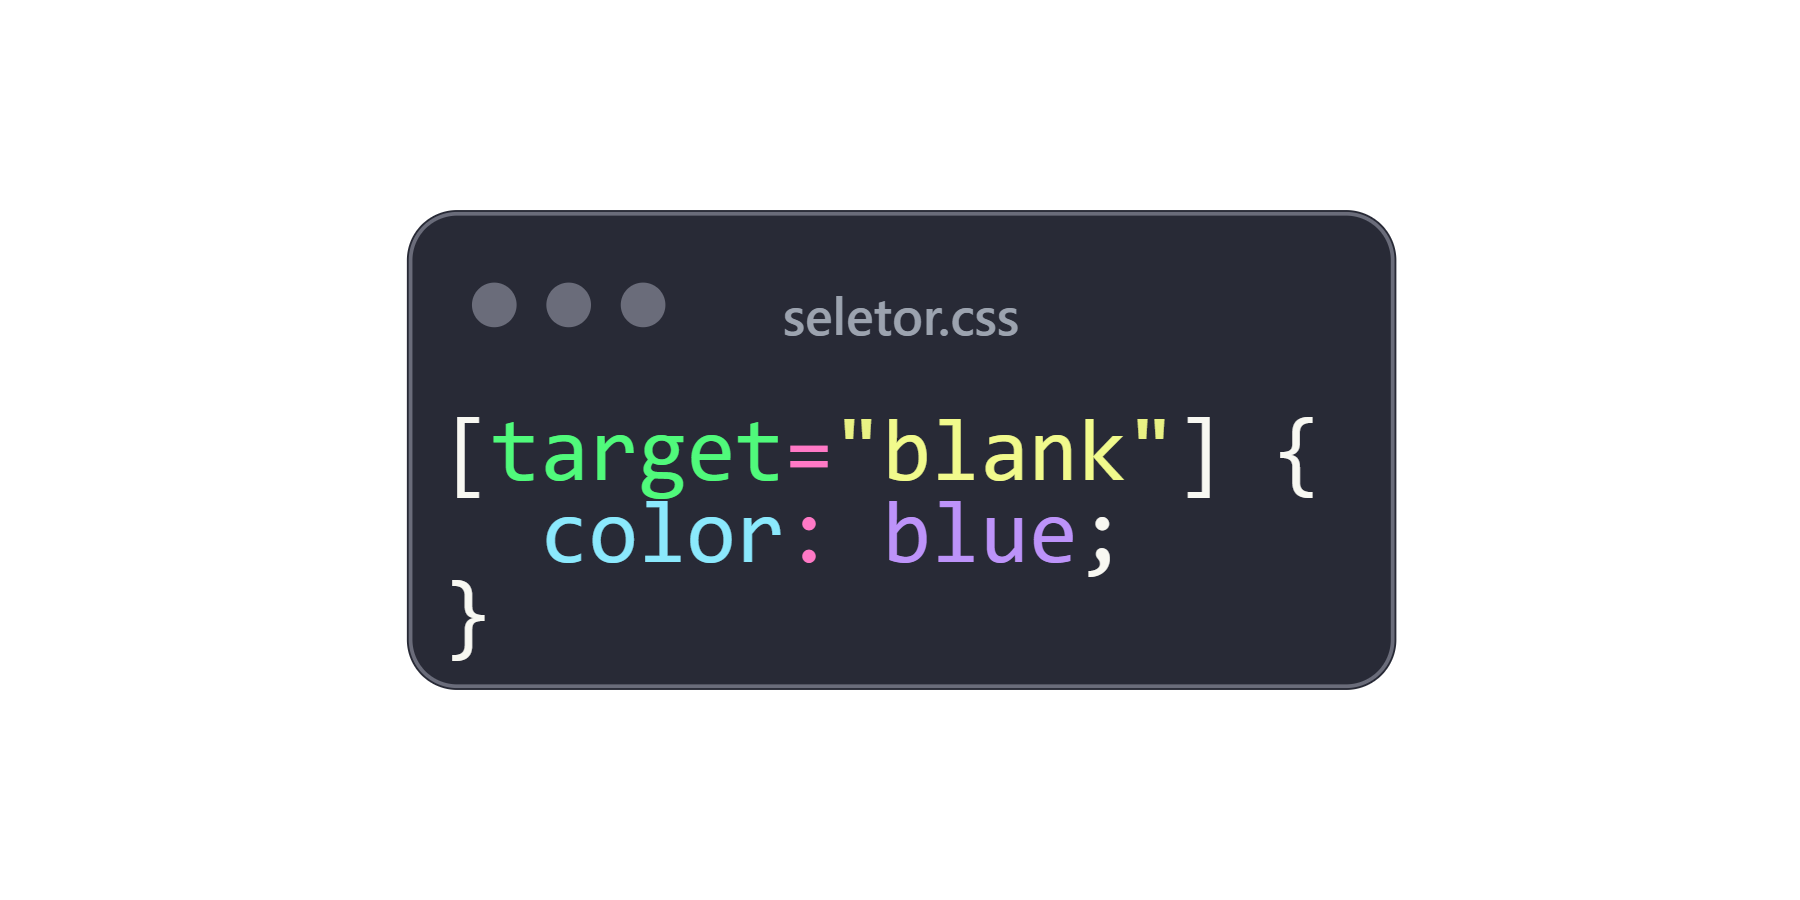 seletor.css
[target="blank"] {
  color: blue;
}